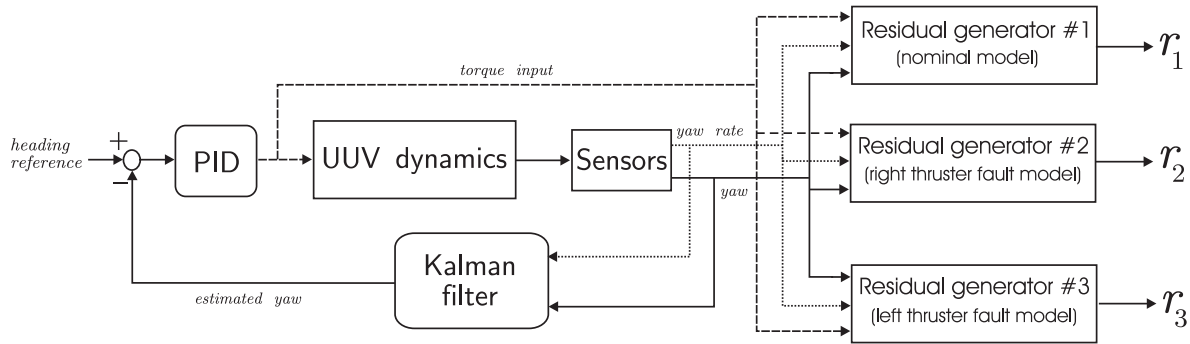 Residual generator #1
(nominal model)
r1
torque input
heading
reference
+
−
PID
UUV dynamics
Sensors
yaw rate
yaw
Residual generator #2
(right thruster fault model)
r2
Kalman
filter
estimated yaw
Residual generator #3
(left thruster fault model)
r3